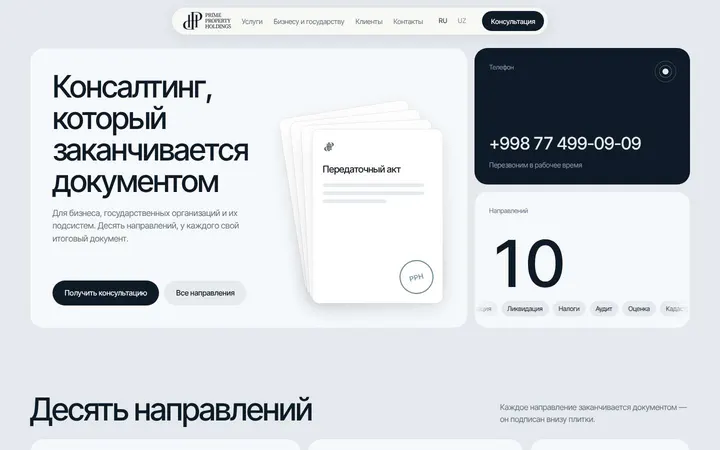 PRIME
PROPERTY
HOLDINGS
Услуги Бизнесу и государству Клиенты Контакты RU UZ Консультация
Консалтинг,
который
заканчивается
документом
Для бизнеса, государственных организаций и их
подсистем. Десять направлений, у каждого свой
итоговый документ.
Получить консультацию Все направления
Передаточный акт
PPH
Телефон
+998 77 499-09-09
Перезвоним в рабочее время
Направлений
10
Ликвидация Налоги Аудит Оценка
Десять направлений
Каждое направление заканчивается документом —
он подписан внизу плитки.